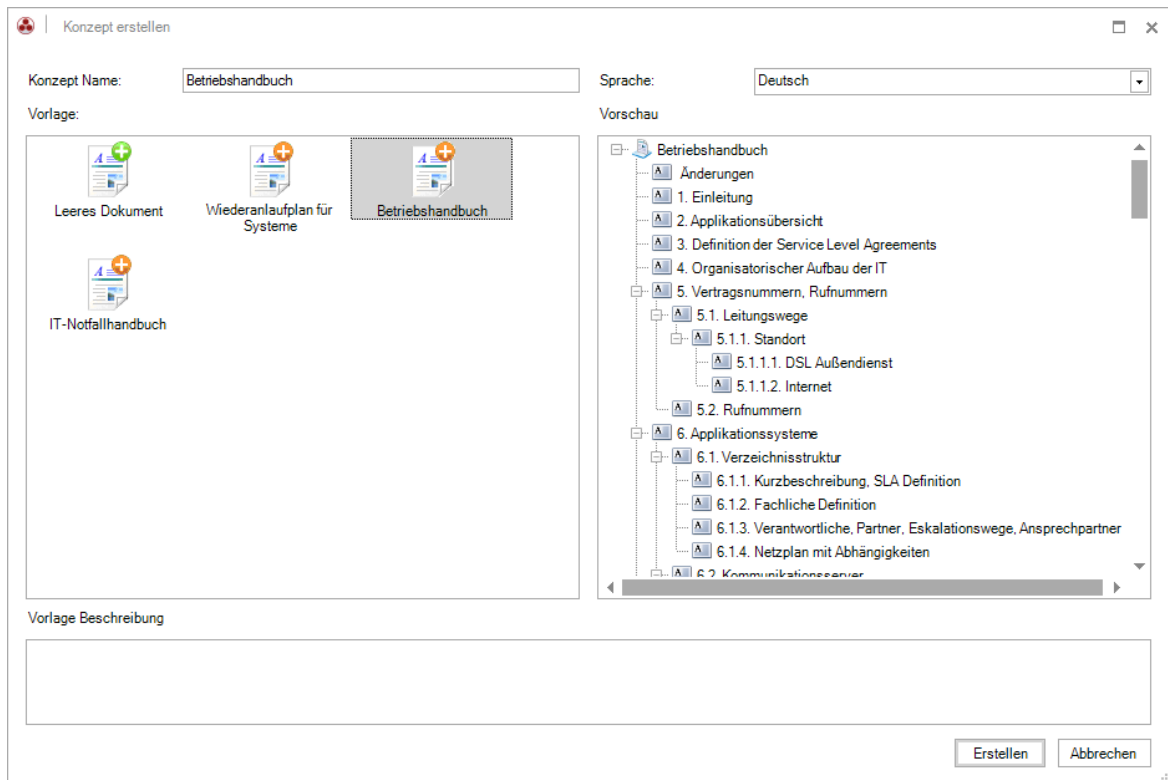 Konzept erstellen
Konzept Name:
Betriebshandbuch
Sprache:
Deutsch
Vorlage:
Leeres Dokument
Wiederanlaufplan für
Systeme
Betriebshandbuch
IT-Notfallhandbuch
Vorschau
Betriebshandbuch
Änderungen
1. Einleitung
2. Applikationsübersicht
3. Definition der Service Level Agreements
4. Organisatorischer Aufbau der IT
5. Vertragsnummern, Rufnummern
5.1. Leitungswege
5.1.1. Standort
5.1.1.1. DSL Außendienst
5.1.1.2. Internet
5.2. Rufnummern
6. Applikationssysteme
6.1. Verzeichnisstruktur
6.1.1. Kurzbeschreibung, SLA Definition
6.1.2. Fachliche Definition
6.1.3. Verantwortliche, Partner, Eskalationswege, Ansprechpartner
6.1.4. Netzplan mit Abhängigkeiten
6.2. Kommunikationsserver
Vorlage Beschreibung
Erstellen
Abbrechen